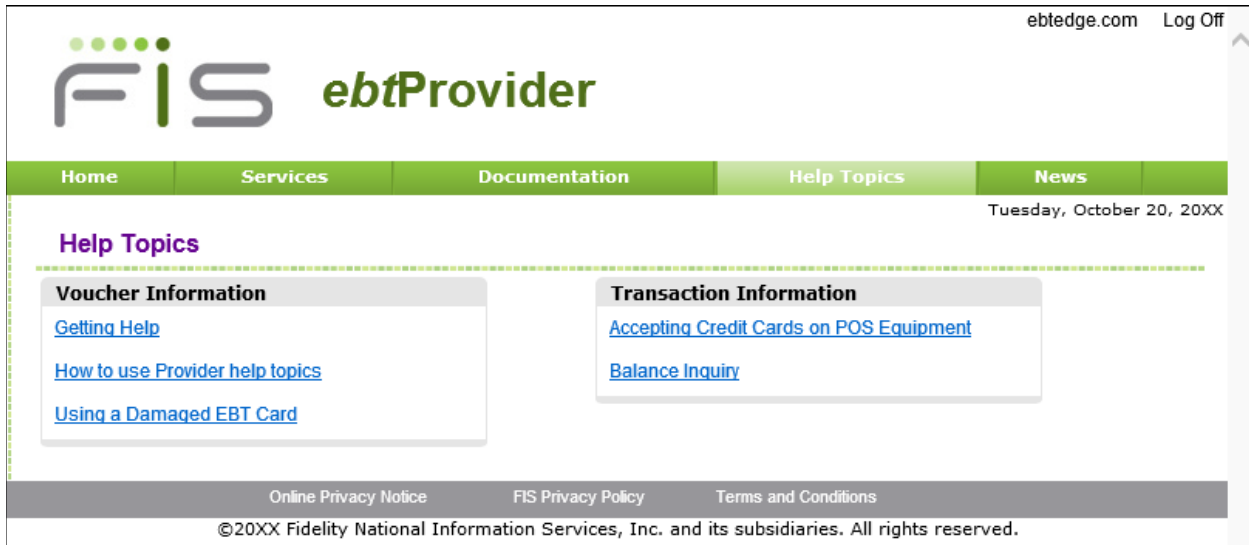 ebtedge.com Log Off
FIS ebtProvider
Home Services Documentation Help Topics News
Tuesday, October 20, 20XX
Help Topics
Voucher Information
Getting Help
How to use Provider help topics
Using a Damaged EBT Card
Transaction Information
Accepting Credit Cards on POS Equipment
Balance Inquiry
Online Privacy Notice FIS Privacy Policy Terms and Conditions
©20XX Fidelity National Information Services, Inc. and its subsidiaries. All rights reserved.